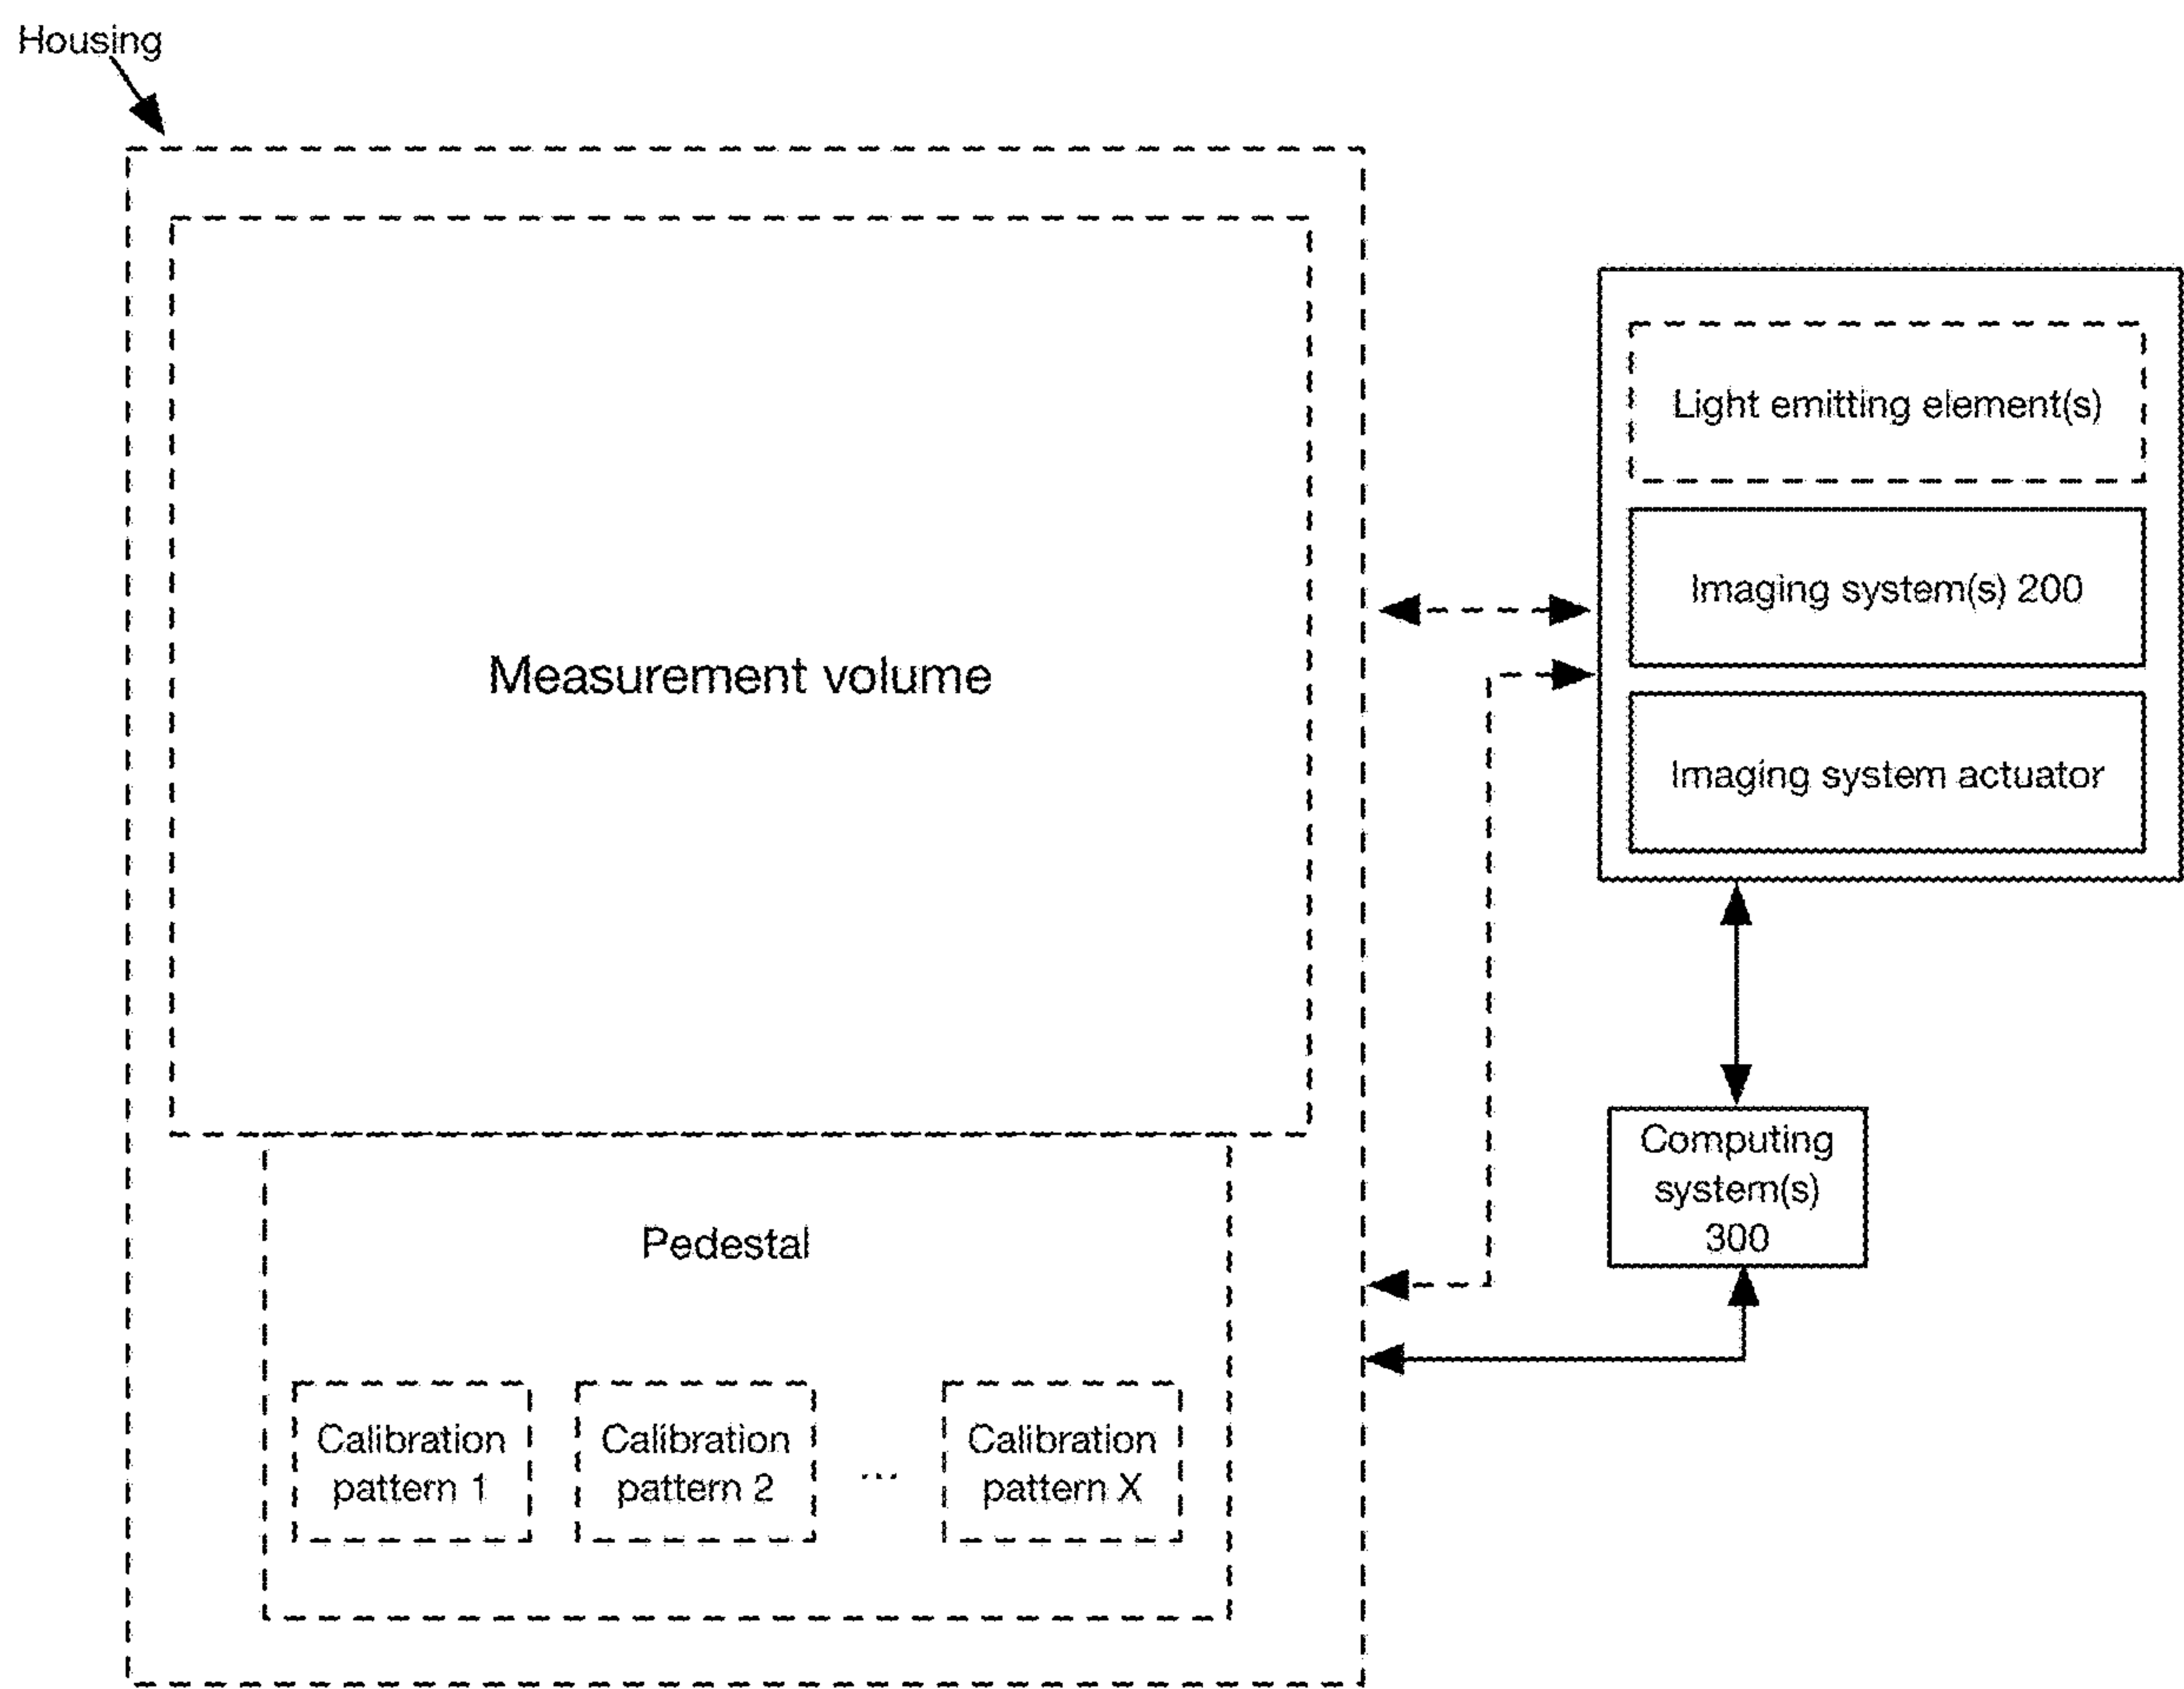 Housing
Measurement volume
Light emitting element(s)
Imaging system(s) 200
Imaging system actuator
Computing
system(s)
300
Pedestal
Calibration
pattern 1
Calibration
pattern 2
...
Calibration
pattern X